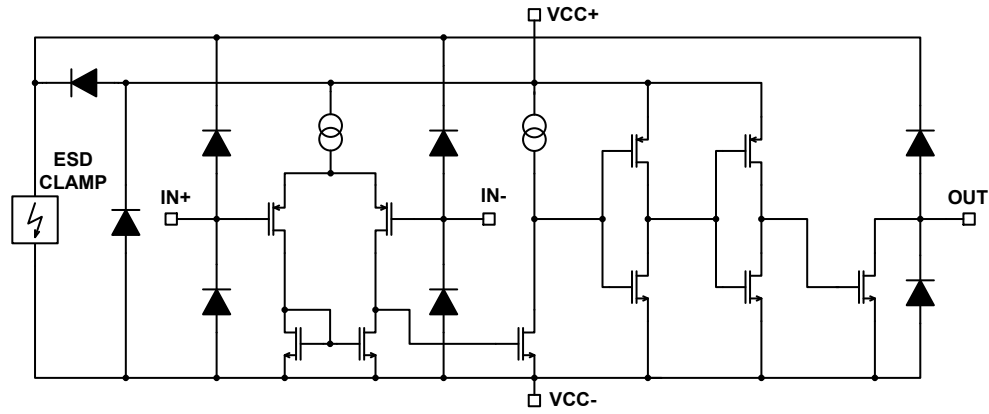 VCC+
ESD
CLAMP
IN+
IN-
OUT
VCC-